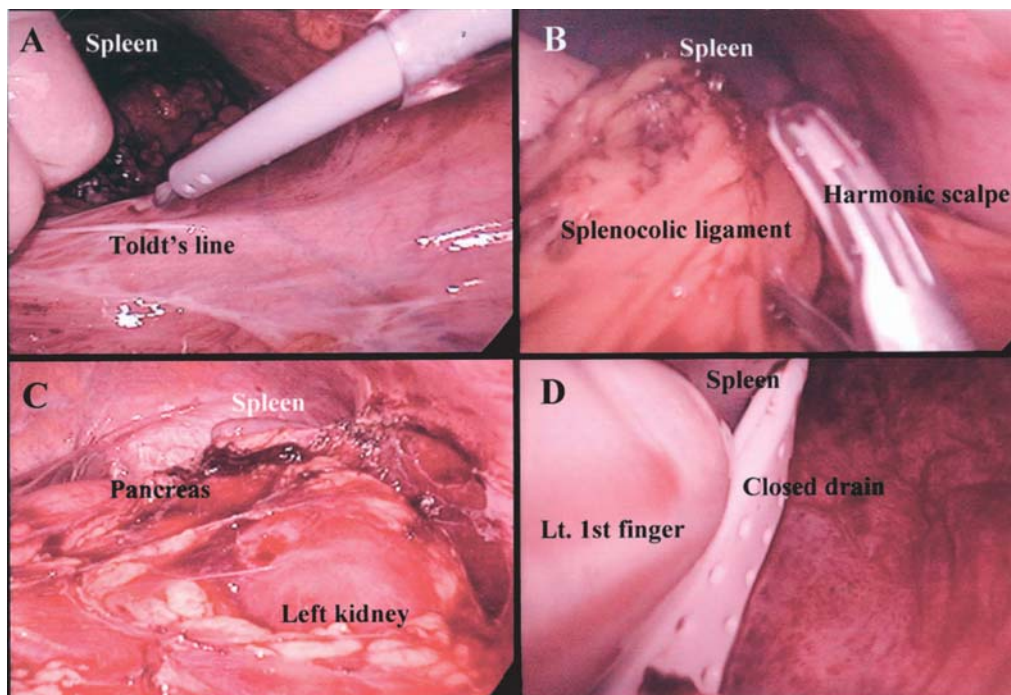 A
Spleen
Toldt's line
B
Spleen
Harmonic scalpe
Splenocolic ligament
C
Spleen
Pancreas
Left kidney
D
Spleen
Closed drain
Lt. 1st finger